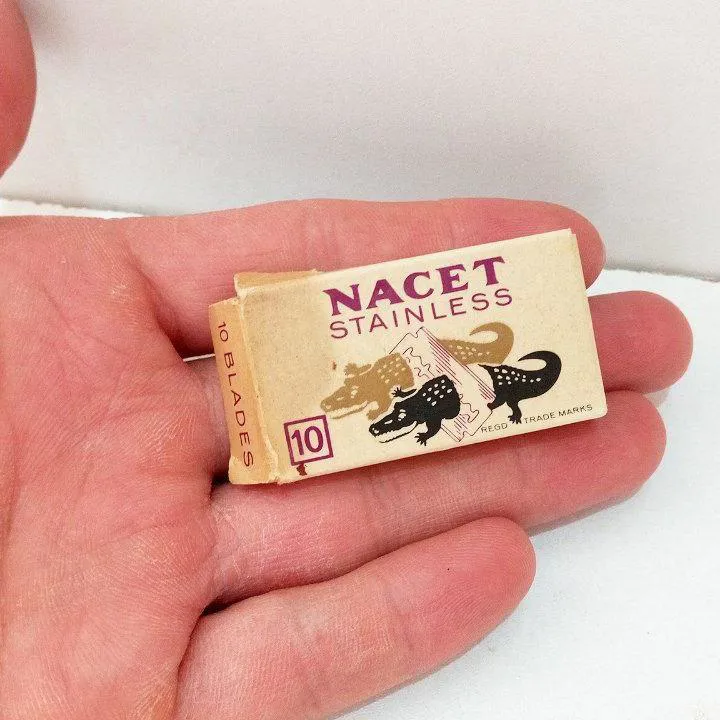 NACET
STAINLESS
10 BLADES
10
REGD TRADE MARKS